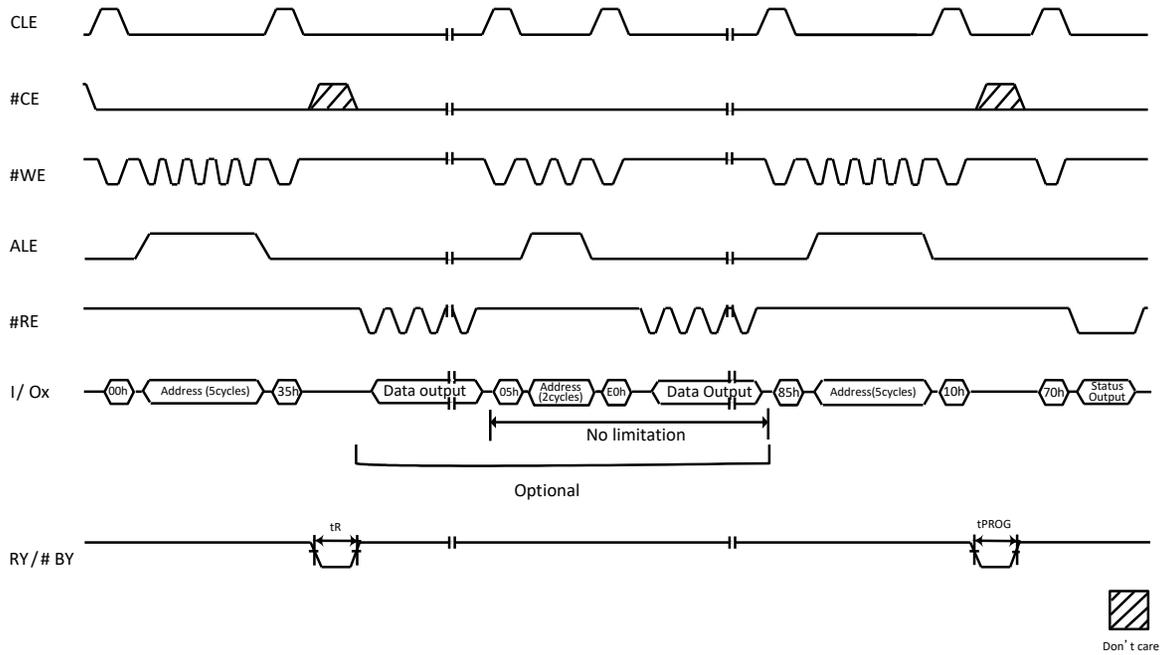 CLE
#CE
#WE
ALE
#RE
I/ Ox
00h
Address (5cycles)
35h
Data output
05h
Address
(2cycles)
E0h
Data Output
85h
Address(5cycles)
10h
70h
Status
Output
No limitation
Optional
tR
tPROG
RY/# BY
Don't care